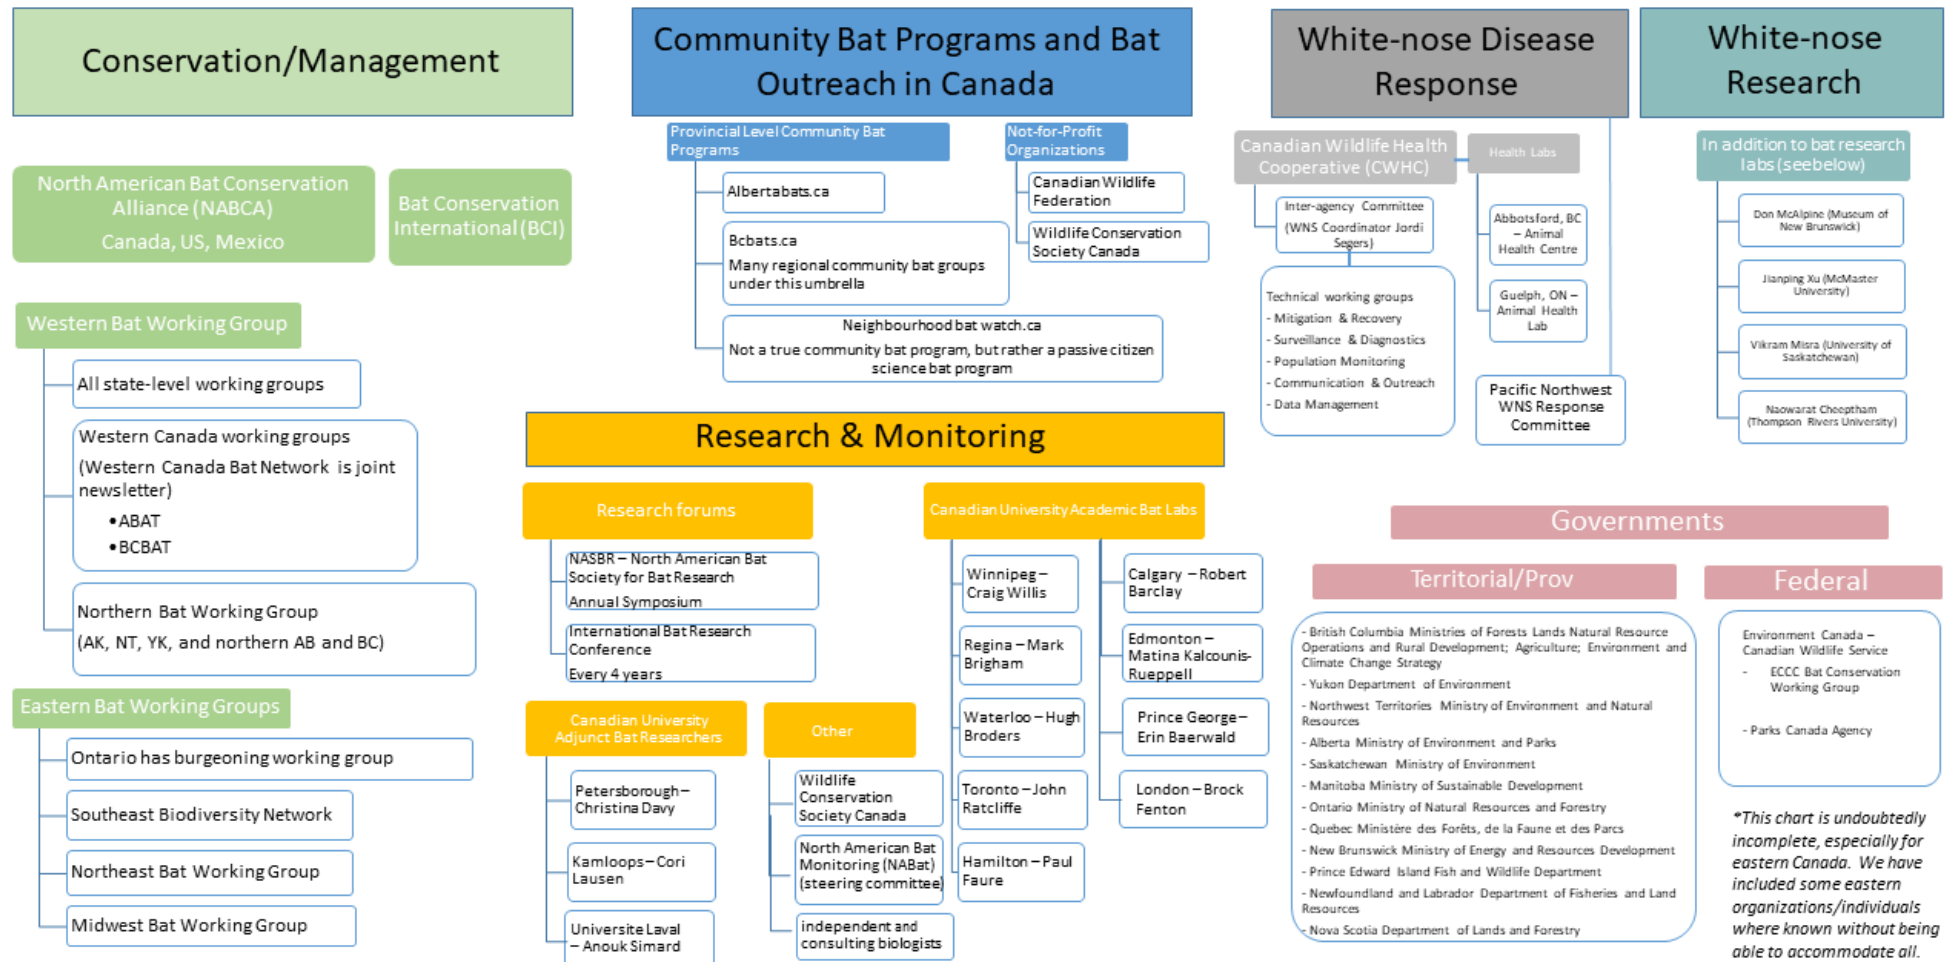 Conservation/Management
North American Bat Conservation
Alliance (NABCA)
Canada, US, Mexico
Bat Conservation
International (BCI)
Western Bat Working Group
All state-level working groups
Western Canada working groups
(Western Canada Bat Network is joint
newsletter)
•ABAT
•BCBAT
Northern Bat Working Group
(AK, NT, YK, and northern AB and BC)
Eastern Bat Working Groups
Ontario has burgeoning working group
Southeast Biodiversity Network
Northeast Bat Working Group
Midwest Bat Working Group
Community Bat Programs and Bat
Outreach in Canada
Provincial Level Community Bat
Programs
Albertabats.ca
Bcbats.ca
Many regional community bat groups
under this umbrella
Neighbourhood bat watch.ca
Not a true community bat program, but rather a passive citizen
science bat program
Not-for-Profit
Organizations
Canadian Wildlife
Federation
Wildlife Conservation
Society Canada
Research & Monitoring
Research forums
NASBR – North American Bat
Society for Bat Research
Annual Symposium
International Bat Research
Conference
Every 4 years
Canadian University
Adjunct Bat Researchers
Petersborough –
Christina Davy
Kamloops – Cori
Lausen
Universite Laval
– Anouk Simard
Other
Wildlife
Conservation
Society Canada
North American Bat
Monitoring (NABat)
(steering committee)
independent and
consulting biologists
Canadian University Academic Bat Labs
Winnipeg –
Craig Willis
Regina – Mark
Brigham
Waterloo – Hugh
Broders
Toronto – John
Ratcliffe
Hamilton – Paul
Faure
Calgary – Robert
Barclay
Edmonton –
Matina Kalcounis-
Rueppell
Prince George –
Erin Baerwald
London – Brock
Fenton
White-nose Disease
Response
Canadian Wildlife Health
Cooperative (CWHC)
Inter-agency Committee
(WNS Coordinator Jordi
Segers)
Technical working groups
- Mitigation & Recovery
- Surveillance & Diagnostics
- Population Monitoring
- Communication & Outreach
- Data Management
Health Labs
Abbotsford, BC
– Animal
Health Centre
Guelph, ON –
Animal Health
Lab
Pacific Northwest
WNS Response
Committee
White-nose
Research
In addition to bat research
labs (seebelow)
Don McAlpine (Museum of
New Brunswick)
Jianping Xu (McMaster
University)
Vikram Misra (University of
Saskatchewan)
Naowarat Cheeptham
(Thompson Rivers University)
Governments
Territorial/Prov
- British Columbia Ministries of Forests Lands Natural Resource
Operations and Rural Development; Agriculture; Environment and
Climate Change Strategy
- Yukon Department of Environment
- Northwest Territories Ministry of Environment and Natural
Resources
- Alberta Ministry of Environment and Parks
- Saskatchewan Ministry of Environment
- Manitoba Ministry of Sustainable Development
- Ontario Ministry of Natural Resources and Forestry
- Quebec Ministère des Forêts, de la Faune et des Parcs
- New Brunswick Ministry of Energy and Resources Development
- Prince Edward Island Fish and Wildlife Department
- Newfoundland and Labrador Department of Fisheries and Land
Resources
- Nova Scotia Department of Lands and Forestry
Federal
Environment Canada –
Canadian Wildlife Service
- ECCC Bat Conservation
Working Group
- Parks Canada Agency
*This chart is undoubtedly
incomplete, especially for
eastern Canada. We have
included some eastern
organizations/individuals
where known without being
able to accommodate all.